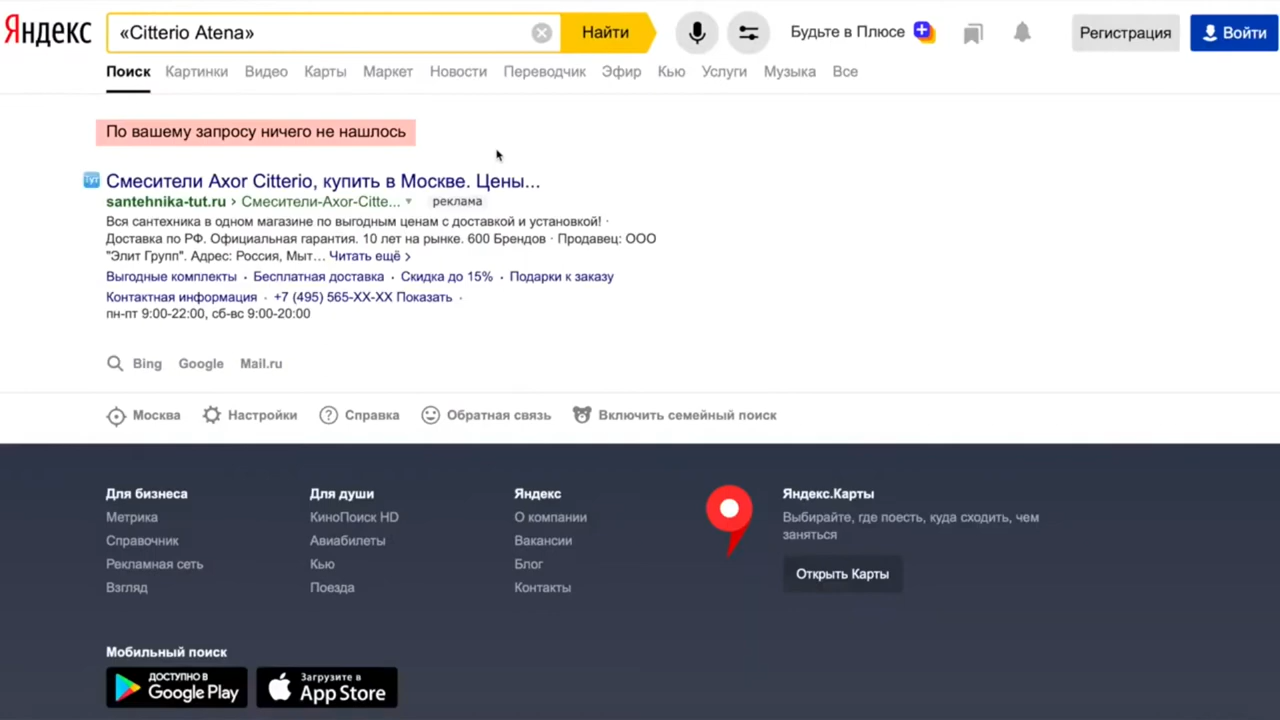 Яндекс
«Citterio Atena»
Найти
Будьте в Плюсе
Регистрация
Войти
Поиск Картинки Видео Карты Маркет Новости Переводчик Эфир Кью Услуги Музыка Все
По вашему запросу ничего не нашлось
Тут
Смесители Axor Citterio, купить в Москве. Цены...
santehnika-tut.ru › Смесители-Axor-Citte... реклама
Вся сантехника в одном магазине по выгодным ценам с доставкой и установкой! ·
Доставка по РФ. Официальная гарантия. 10 лет на рынке. 600 Брендов · Продавец: ООО
"Элит Групп". Адрес: Россия, Мыт... Читать ещё ›
Выгодные комплекты · Бесплатная доставка · Скидка до 15% · Подарки к заказу
Контактная информация · +7 (495) 565-XX-XX Показать ·
пн-пт 9:00-22:00, сб-вс 9:00-20:00
Bing Google Mail.ru
Москва Настройки Справка Обратная связь Включить семейный поиск
Для бизнеса
Метрика
Справочник
Рекламная сеть
Взгляд
Для души
КиноПоиск HD
Авиабилеты
Кью
Поезда
Яндекс
О компании
Вакансии
Блог
Контакты
Яндекс.Карты
Выбирайте, где поесть, куда сходить, чем
заняться
Открыть Карты
Мобильный поиск
ДОСТУПНО В
Google Play
Загрузите в
App Store